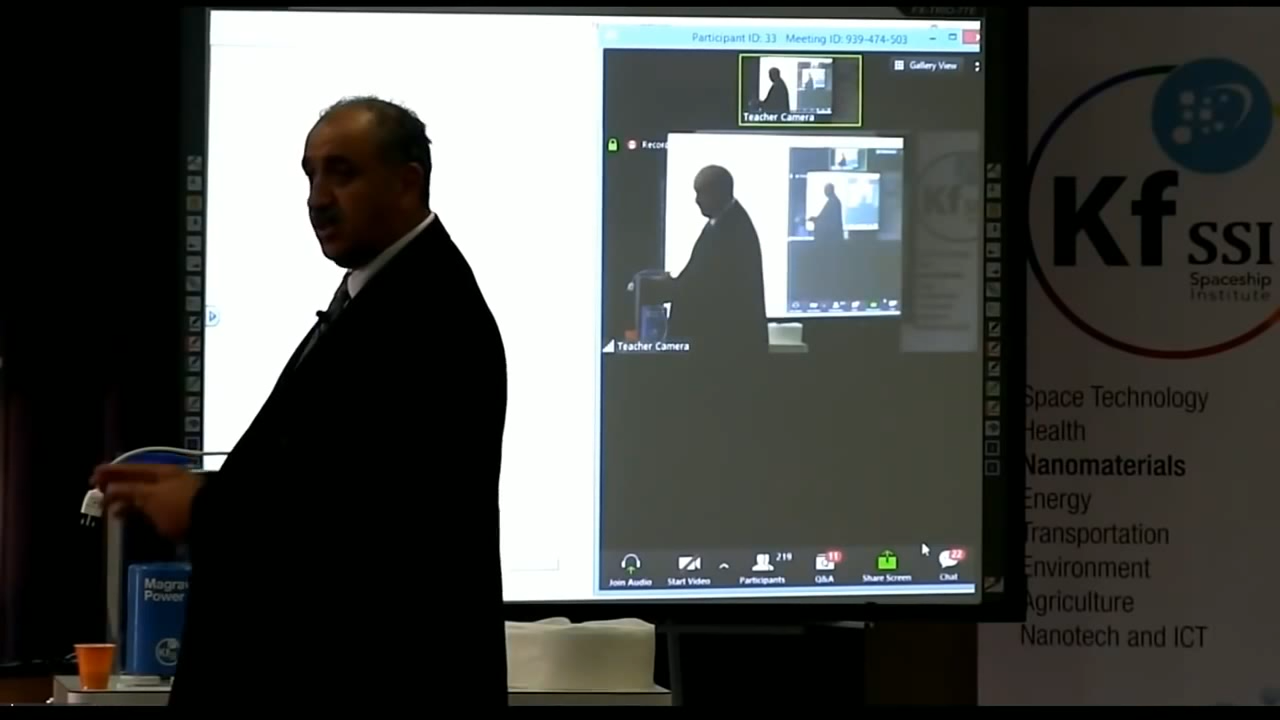 Participant ID: 33 Meeting ID: 939-474-503
Gallery View
Teacher Camera
Recor
Teacher Camera
Join Audio
Start Video
Participants
219
Q&A
11
Share Screen
Chat
22
Magrav
Power
Kf
Kf SSI
Spaceship
Institute
Space Technology
Health
Nanomaterials
Energy
Transportation
Environment
Agriculture
Nanotech and ICT